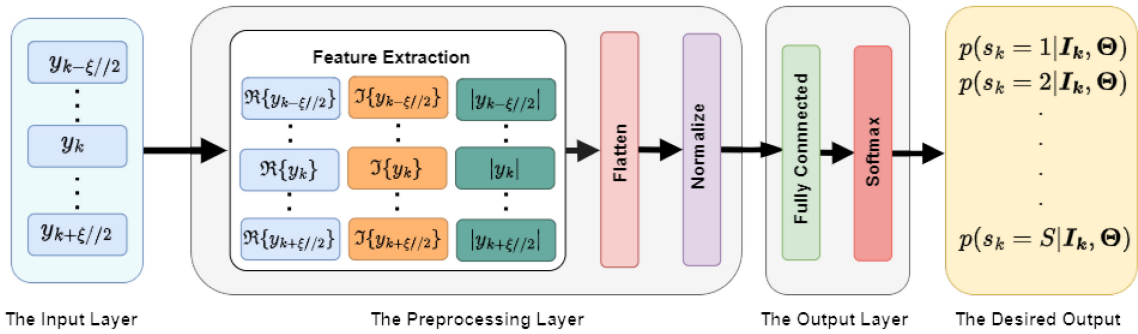 y_{k-ξ//2}
y_k
y_{k+ξ//2}
The Input Layer
Feature Extraction
ℜ{y_{k-ξ//2}} ℑ{y_{k-ξ//2}} |y_{k-ξ//2}|
ℜ{y_k} ℑ{y_k} |y_k|
ℜ{y_{k+ξ//2}} ℑ{y_{k+ξ//2}} |y_{k+ξ//2}|
Flatten
Normalize
The Preprocessing Layer
Fully Connnected
Softmax
The Output Layer
p(s_k = 1|I_k, Θ)
p(s_k = 2|I_k, Θ)
p(s_k = S|I_k, Θ)
The Desired Output